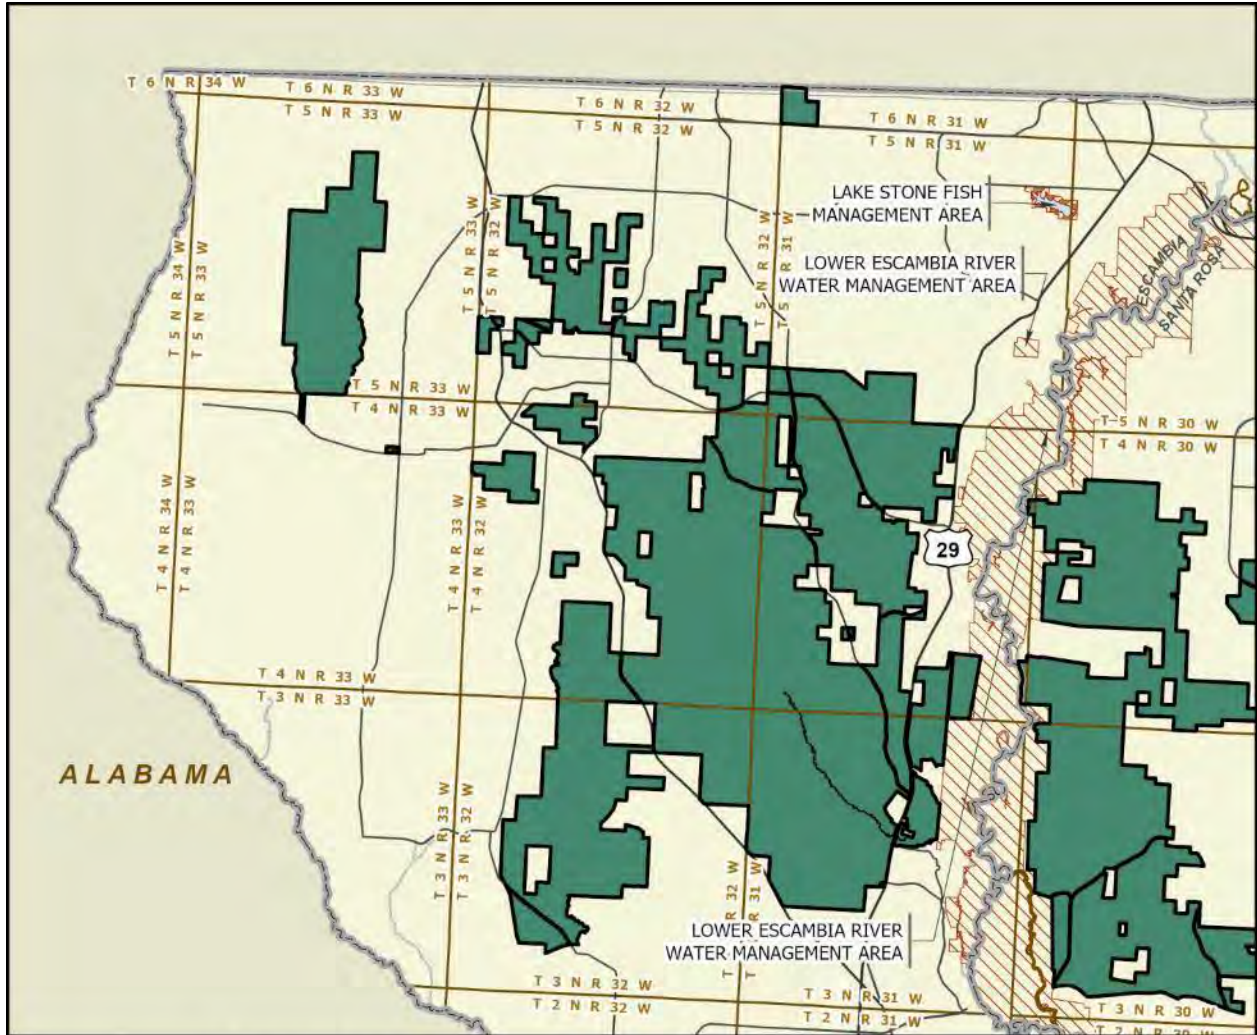 T 6 N R 34 W
T 6 N R 33 W
T 5 N R 33 W
T 6 N R 32 W
T 5 N R 32 W
T 6 N R 31 W
T 5 N R 31 W
LAKE STONE FISH
MANAGEMENT AREA
LOWER ESCAMBIA RIVER
WATER MANAGEMENT AREA
ESCAMBIA
SANTA ROSA
T 5 N R 34 W
T 5 N R 33 W
T 5 N R 33 W
T 5 N R 32 W
T 5 N R 32 W
T 5 N R 31 W
T 5 N R 33 W
T 4 N R 33 W
T 5 N R 30 W
T 4 N R 30 W
T 4 N R 34 W
T 4 N R 33 W
T 4 N R 33 W
T 4 N R 32 W
29
T 4 N R 33 W
T 3 N R 33 W
ALABAMA
T 3 N R 33 W
T 3 N R 32 W
R 32 W
R 31 W
LOWER ESCAMBIA RIVER
WATER MANAGEMENT AREA
T 3 N R 32 W
T 2 N R 32 W
T 3 N R 31 W
T 2 N R 31 W
T 3 N R 30 W